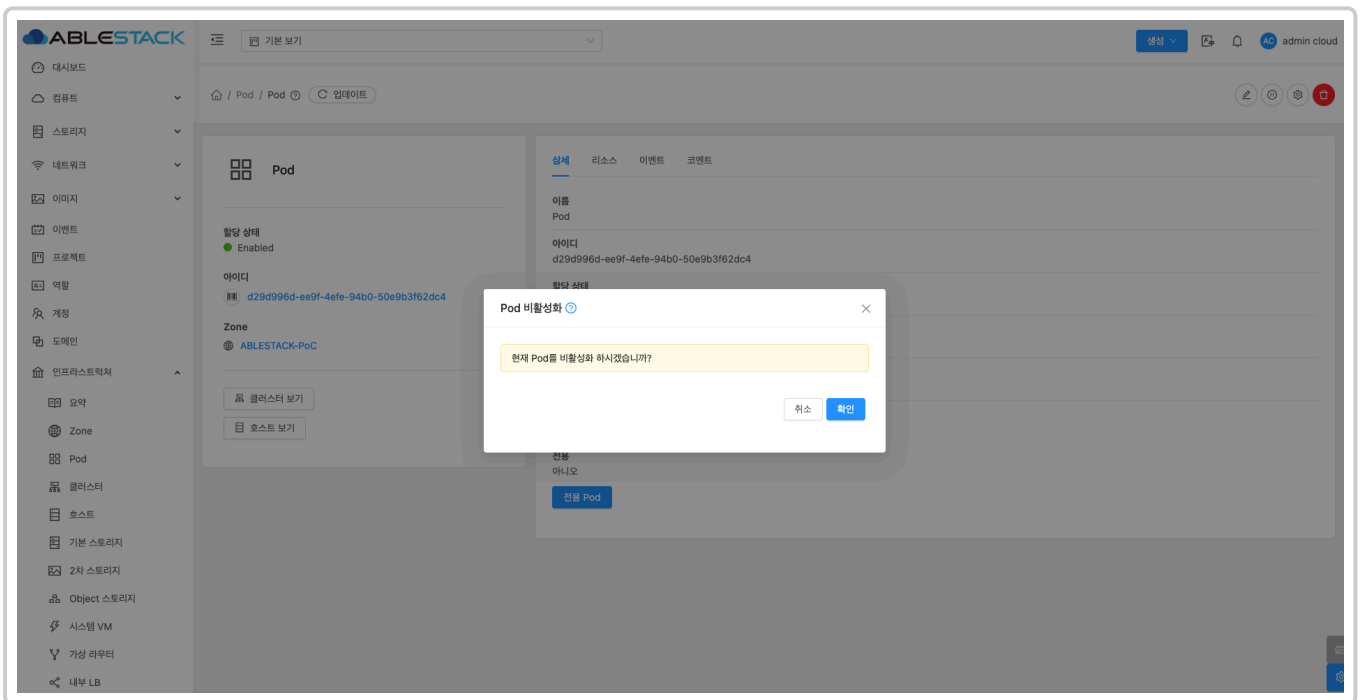 ABLESTACK
기본 보기
생성
AC
admin cloud
대시보드
컴퓨트
스토리지
네트워크
이미지
이벤트
프로젝트
역할
계정
도메인
인프라스트럭쳐
요약
Zone
Pod
클러스터
호스트
기본 스토리지
2차 스토리지
Object 스토리지
시스템 VM
가상 라우터
내부 LB
/ Pod / Pod
업데이트
Pod
할당 상태
Enabled
아이디
d29d996d-ee9f-4efe-94b0-50e9b3f62dc4
Zone
ABLESTACK-PoC
클러스터 보기
호스트 보기
상세
리소스
이벤트
코멘트
이름
Pod
아이디
d29d996d-ee9f-4efe-94b0-50e9b3f62dc4
할당 상태
Pod 비활성화
현재 Pod를 비활성화 하시겠습니까?
취소
확인
전용
아니오
전용 Pod